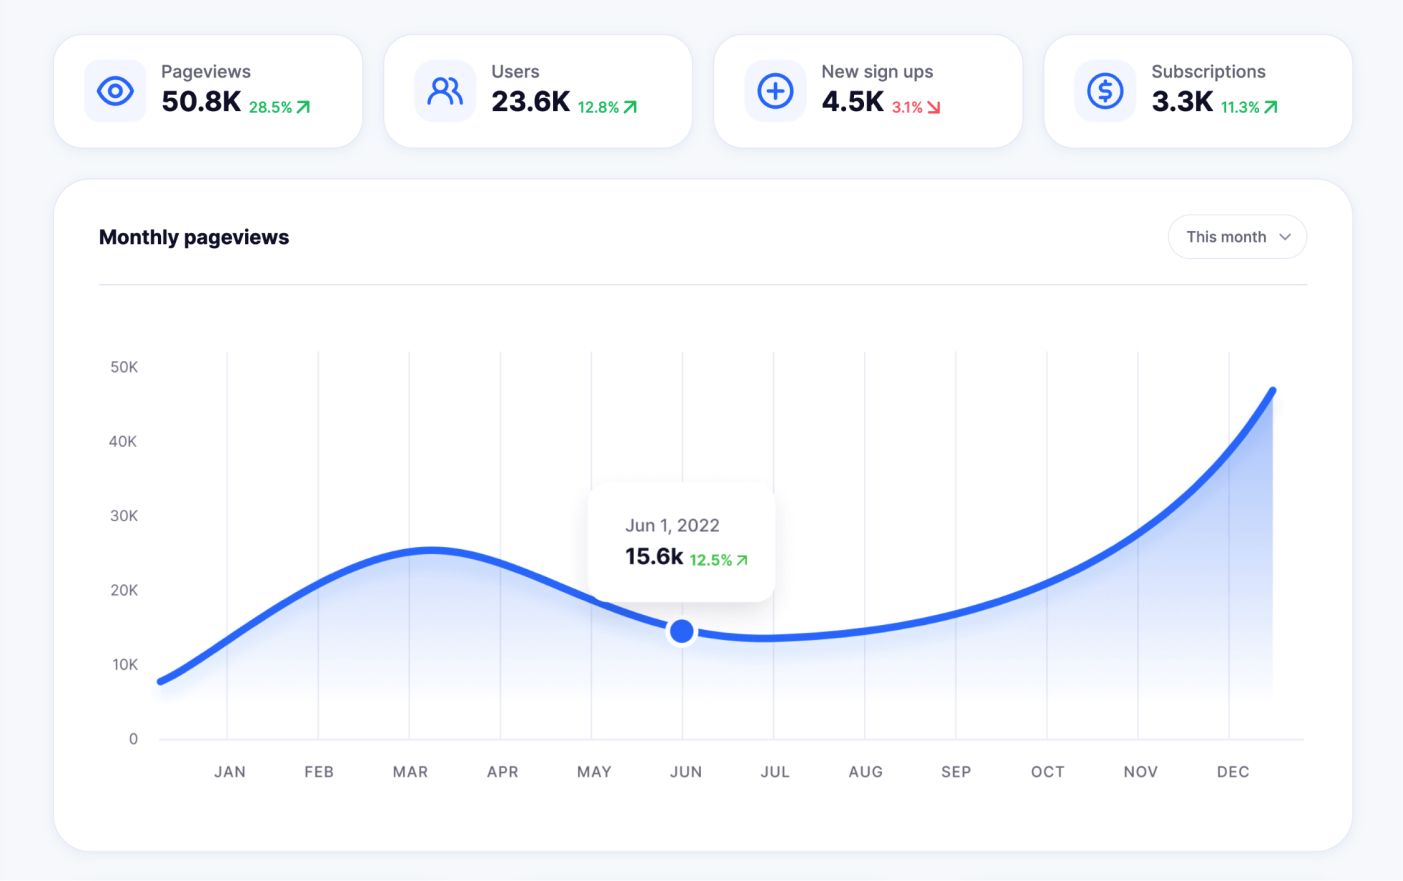 Pageviews
50.8K 28.5%
Users
23.6K 12.8%
New sign ups
4.5K 3.1%
Subscriptions
3.3K 11.3%
Monthly pageviews
This month
50K
40K
30K
20K
10K
0
Jun 1, 2022
15.6k 12.5%
JAN FEB MAR APR MAY JUN JUL AUG SEP OCT NOV DEC